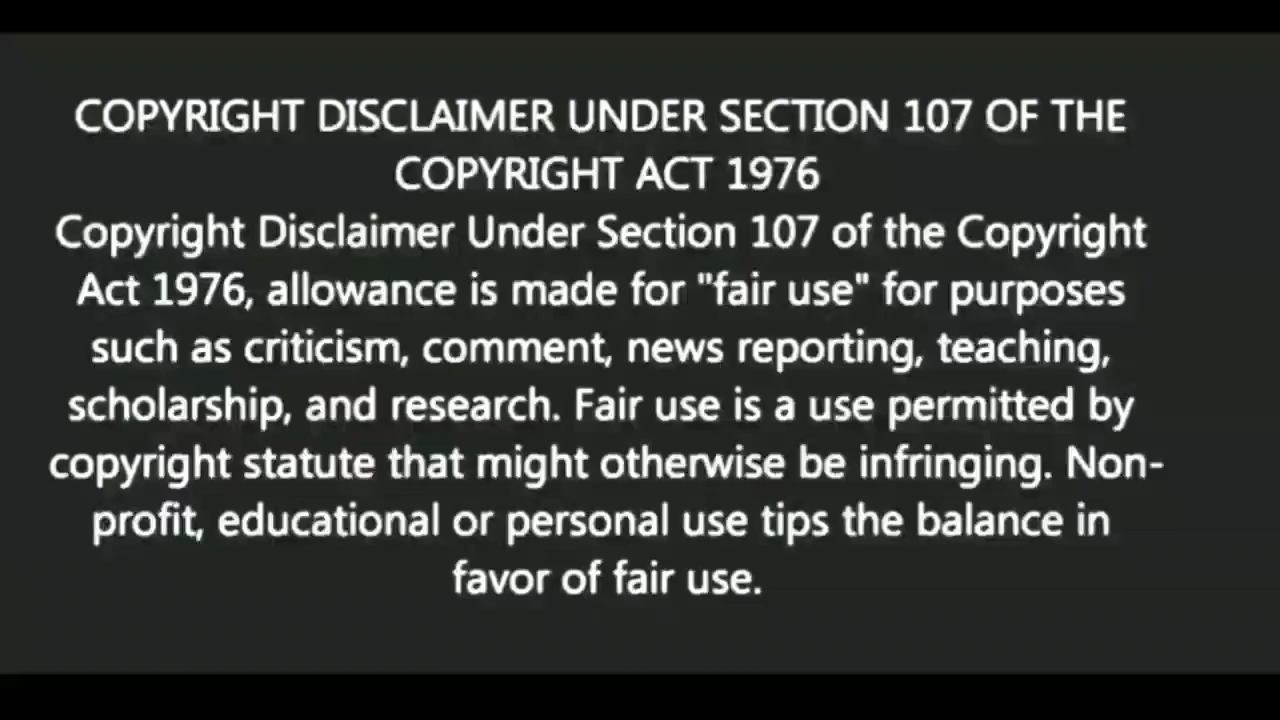 COPYRIGHT DISCLAIMER UNDER SECTION 107 OF THE
COPYRIGHT ACT 1976
Copyright Disclaimer Under Section 107 of the Copyright
Act 1976, allowance is made for "fair use" for purposes
such as criticism, comment, news reporting, teaching,
scholarship, and research. Fair use is a use permitted by
copyright statute that might otherwise be infringing. Non-
profit, educational or personal use tips the balance in
favor of fair use.